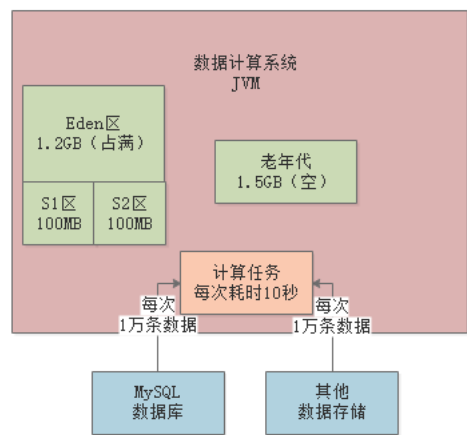 数据计算系统
JVM
Eden区
1.2GB（占满）
老年代
1.5GB（空）
S1区
100MB
S2区
100MB
计算任务
每次耗时10秒
每次
1万条数据
每次
1万条数据
MySQL
数据库
其他
数据存储